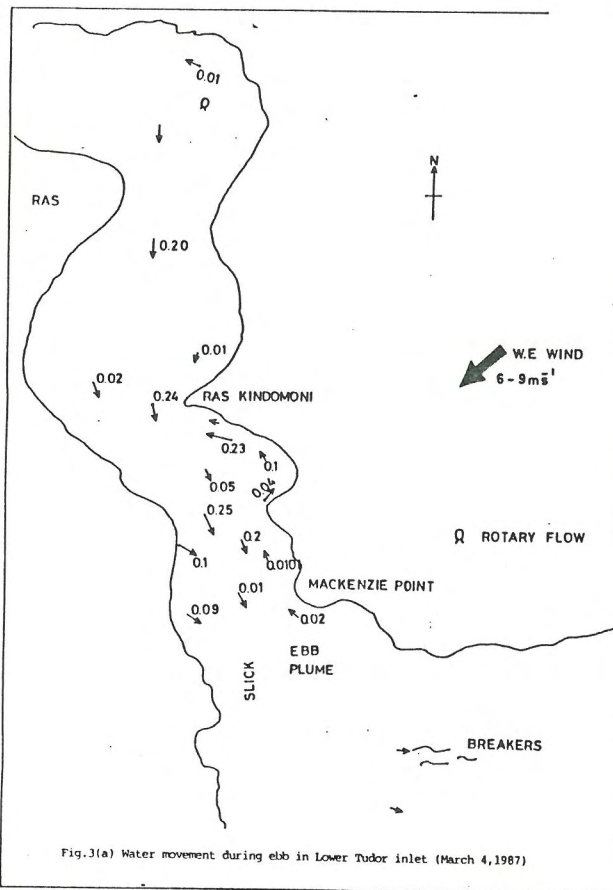 0.01
N
RAS
0.20
0.01
W.E WIND
6-9ms⁻¹
0.02
0.24
RAS KINDOMONI
0.23
0.1
0.05
0.25
0.2
ROTARY FLOW
0.1
0.01
MACKENZIE POINT
0.09
0.02
EBB
PLUME
SLICK
BREAKERS
Fig.3(a) Water movement during ebb in Lower Tudor inlet (March 4,1987)